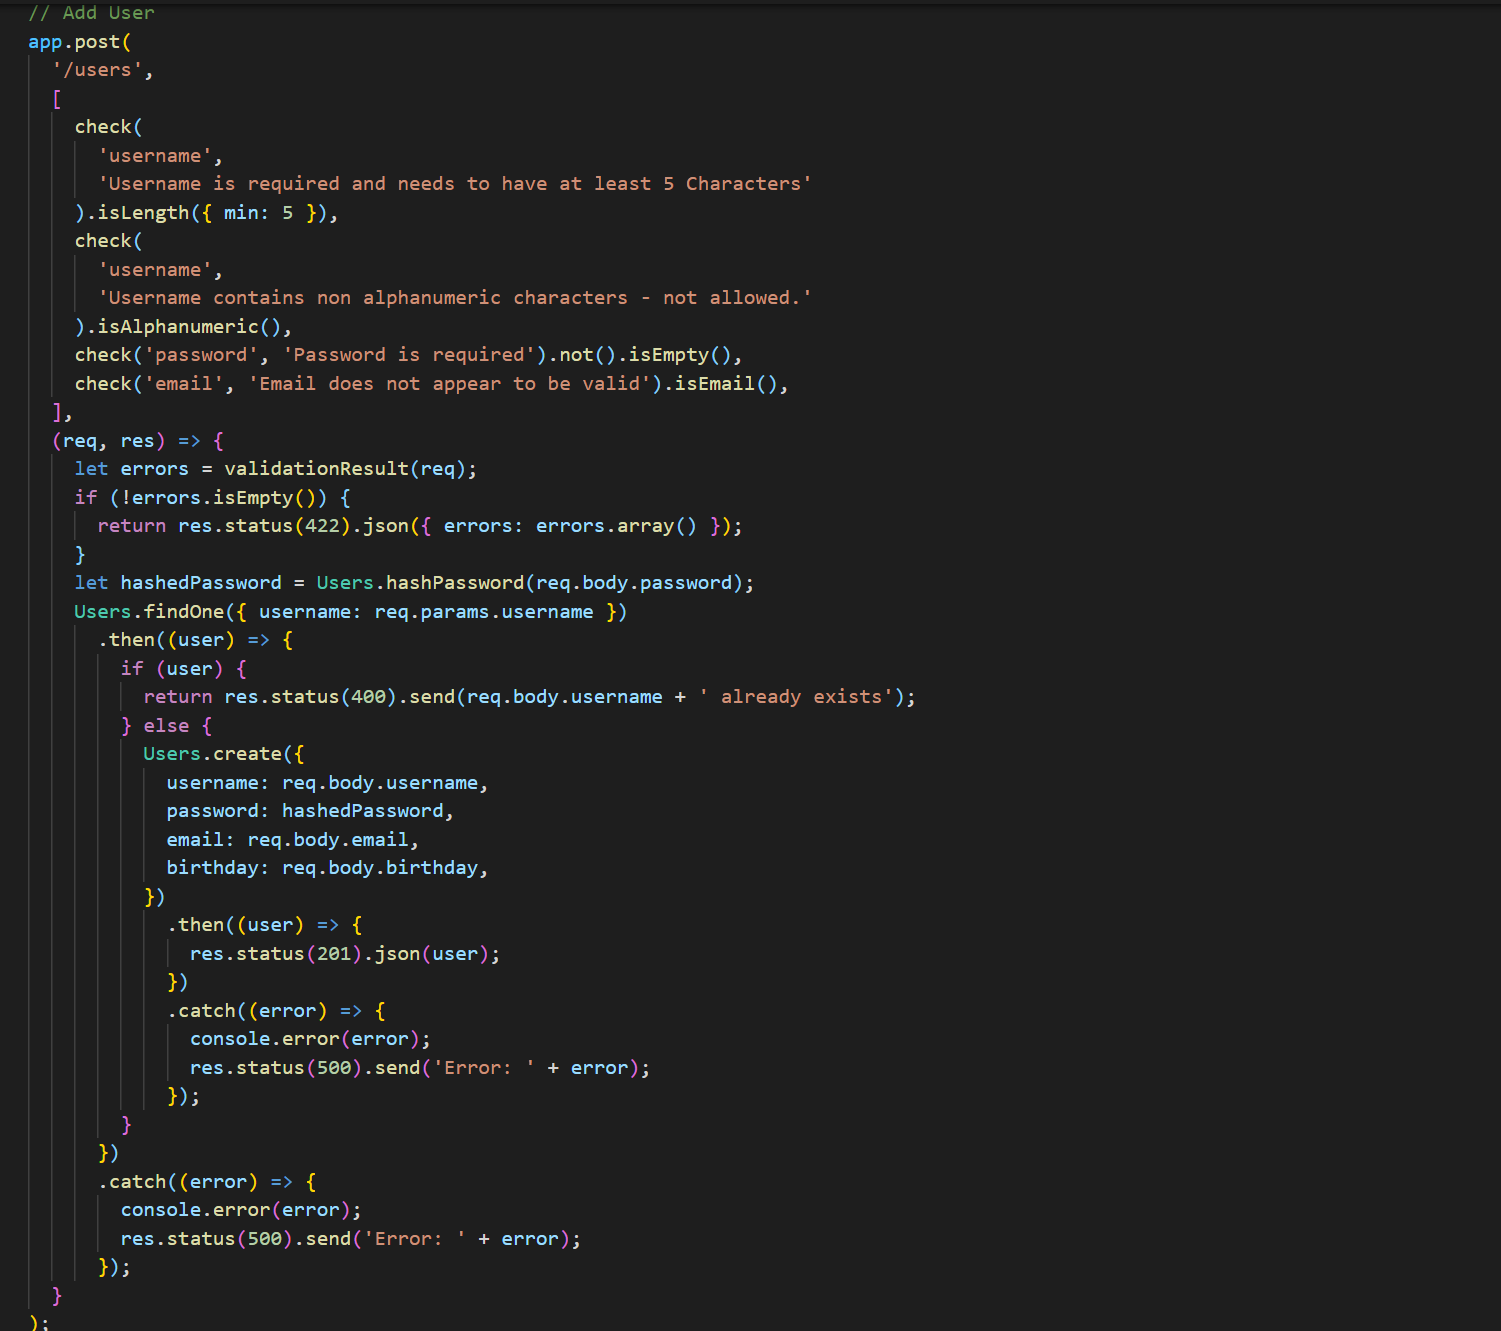 // Add User
app.post(
  '/users',
  [
    check(
      'username',
      'Username is required and needs to have at least 5 Characters'
    ).isLength({ min: 5 }),
    check(
      'username',
      'Username contains non alphanumeric characters - not allowed.'
    ).isAlphanumeric(),
    check('password', 'Password is required').not().isEmpty(),
    check('email', 'Email does not appear to be valid').isEmail(),
  ],
  (req, res) => {
    let errors = validationResult(req);
    if (!errors.isEmpty()) {
      return res.status(422).json({ errors: errors.array() });
    }
    let hashedPassword = Users.hashPassword(req.body.password);
    Users.findOne({ username: req.params.username })
      .then((user) => {
        if (user) {
          return res.status(400).send(req.body.username + ' already exists');
        } else {
          Users.create({
            username: req.body.username,
            password: hashedPassword,
            email: req.body.email,
            birthday: req.body.birthday,
          })
            .then((user) => {
              res.status(201).json(user);
            })
            .catch((error) => {
              console.error(error);
              res.status(500).send('Error: ' + error);
            });
        }
      })
      .catch((error) => {
        console.error(error);
        res.status(500).send('Error: ' + error);
      });
  }
);